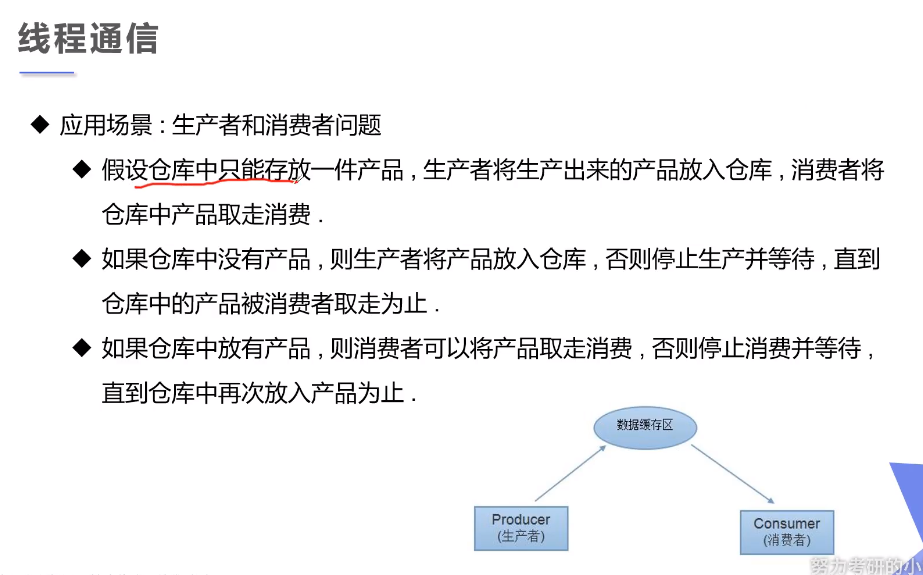 线程通信
◆ 应用场景 : 生产者和消费者问题
◆ 假设仓库中只能存放一件产品 , 生产者将生产出来的产品放入仓库 , 消费者将
仓库中产品取走消费 .
◆ 如果仓库中没有产品 , 则生产者将产品放入仓库 , 否则停止生产并等待 , 直到
仓库中的产品被消费者取走为止 .
◆ 如果仓库中放有产品 , 则消费者可以将产品取走消费 , 否则停止消费并等待 ,
直到仓库中再次放入产品为止 .
数据缓存区
Producer
(生产者)
Consumer
(消费者)
努力考研的小